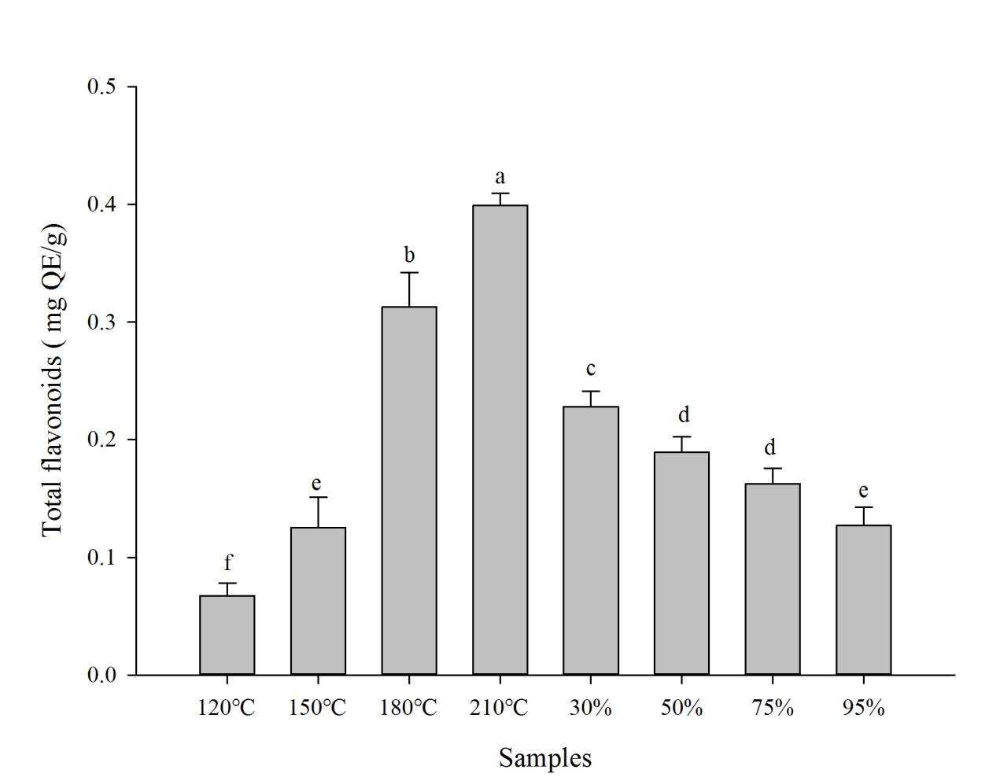 0.5
a
0.4
b
0.3
c
d
0.2
d
e
e
0.1
f
0.0
120℃ 150℃ 180℃ 210℃ 30% 50% 75% 95%
Samples
Total flavonoids ( mg QE/g)